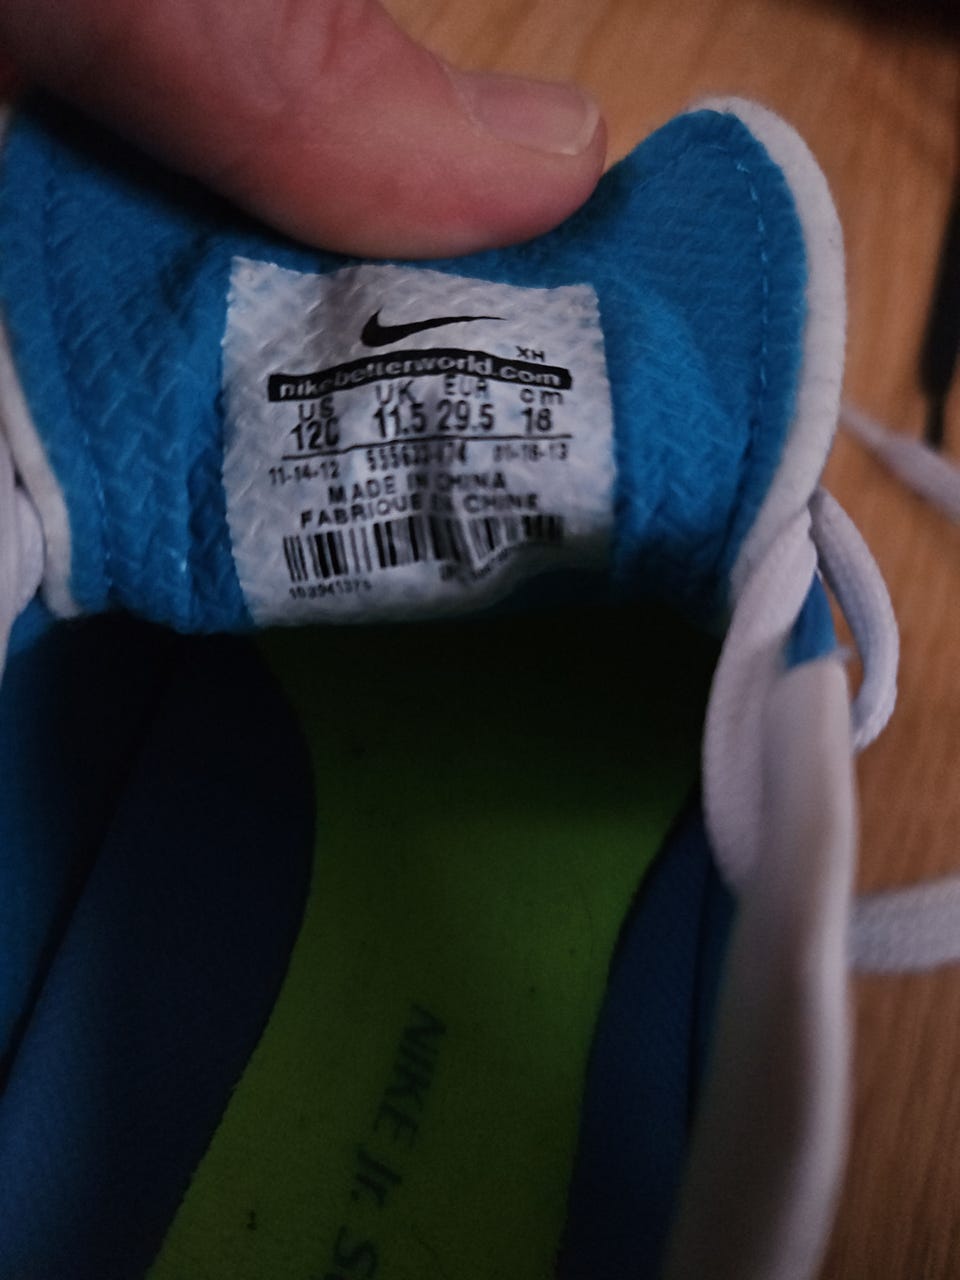 XH
nikebetterworld.com
US UK EUR cm
12C 11.5 29.5 18
11-14-12 01-18-13
MADE IN CHINA
FABRIQUE EN CHINE
NIKE Jr.